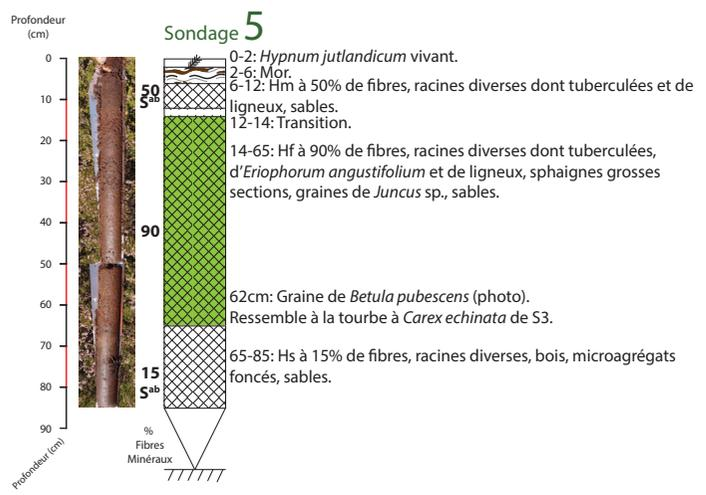 Profondeur
(cm)
Sondage 5
0
10
20
30
40
50
60
70
80
90
Profondeur (cm)
50
Sab
90
15
Sab
%
Fibres
Minéraux
0-2: Hypnum jutlandicum vivant.
2-6: Mor.
6-12: Hm à 50% de fibres, racines diverses dont tuberculées et de
ligneux, sables.
12-14: Transition.
14-65: Hf à 90% de fibres, racines diverses dont tuberculées,
d'Eriophorum angustifolium et de ligneux, sphaignes grosses
sections, graines de Juncus sp., sables.
62cm: Graine de Betula pubescens (photo).
Ressemble à la tourbe à Carex echinata de S3.
65-85: Hs à 15% de fibres, racines diverses, bois, microagrégats
foncés, sables.